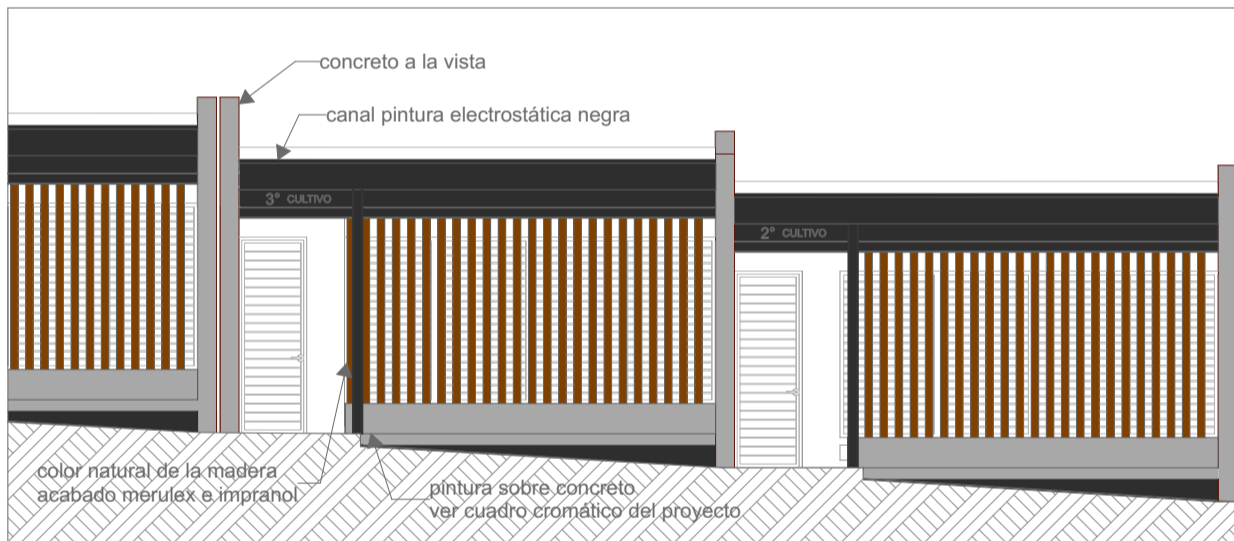 concreto a la vista
canal pintura electrostática negra
3° CULTIVO
2° CULTIVO
color natural de la madera
acabado merulex e impranol
pintura sobre concreto
ver cuadro cromático del proyecto